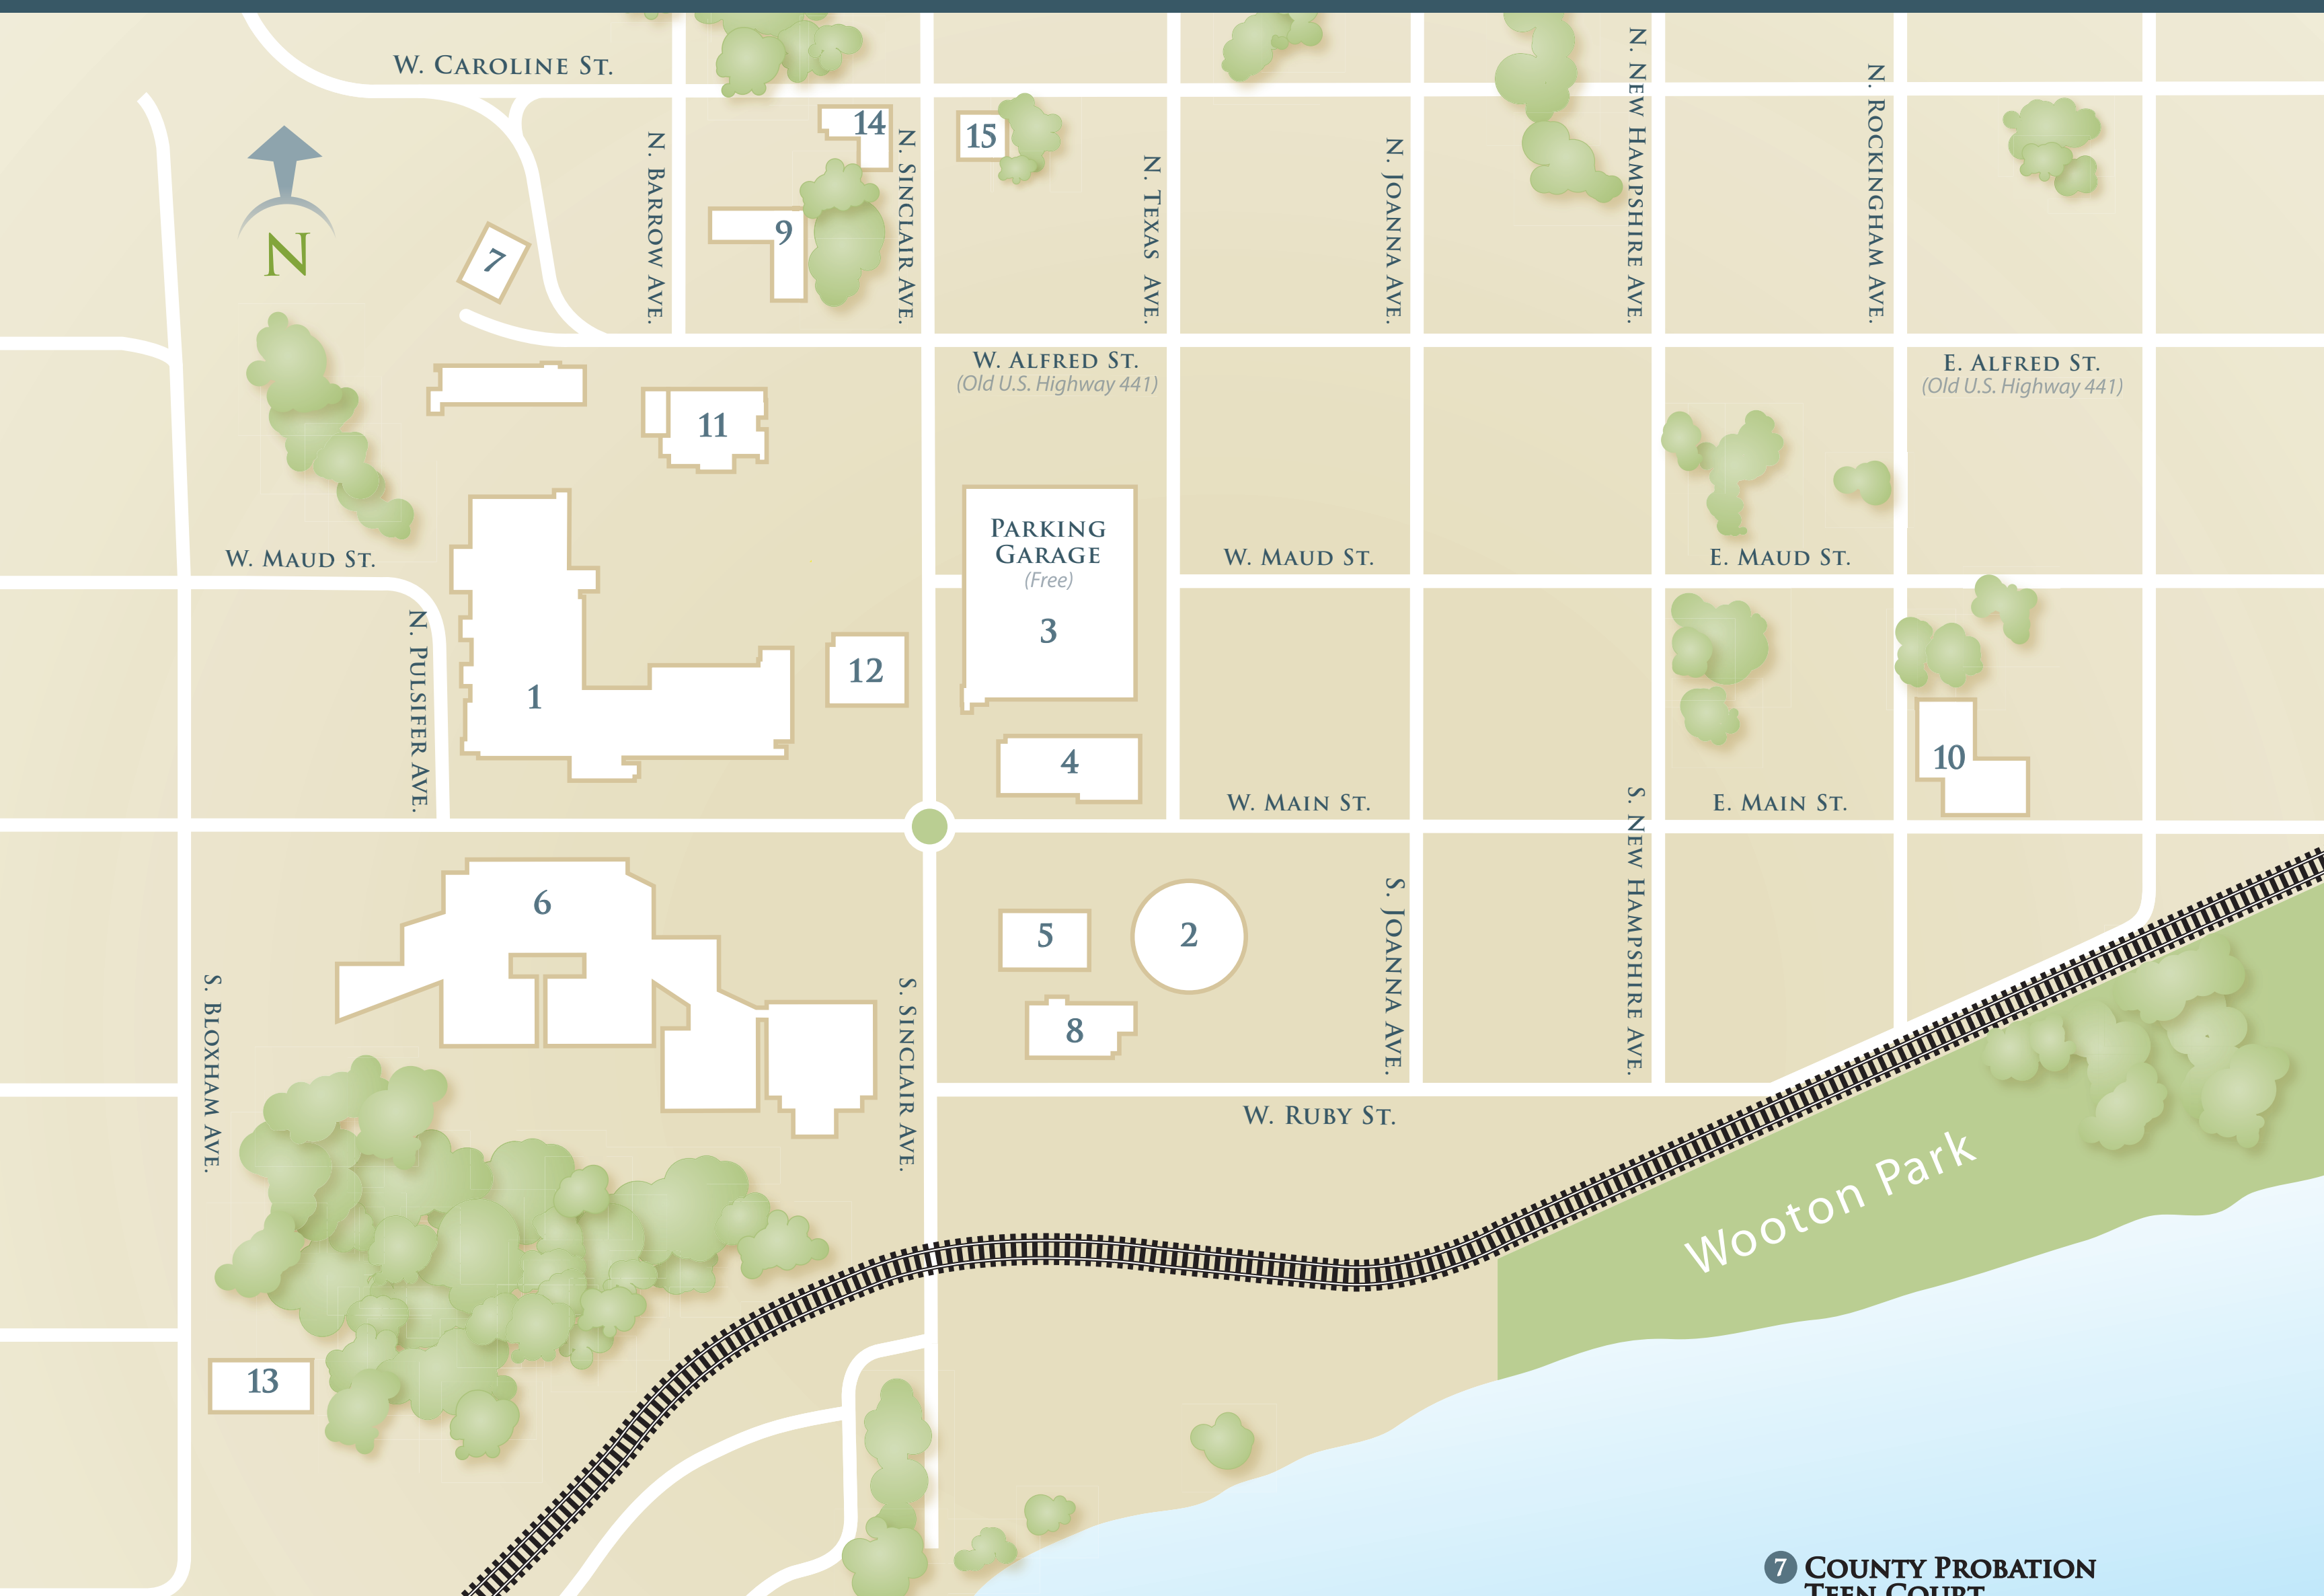 W. Caroline St.
N. Barrow Ave.
N. Sinclair Ave.
N. Texas Ave.
N. Joanna Ave.
N. New Hampshire Ave.
N. Rockingham Ave.
14
15
N
7
9
W. Alfred St.
(Old U.S. Highway 441)
E. Alfred St.
(Old U.S. Highway 441)
11
Parking
Garage
(Free)
3
W. Maud St.
W. Maud St.
E. Maud St.
N. Pulsifer Ave.
1
12
4
10
W. Main St.
E. Main St.
S. New Hampshire Ave.
6
5
2
8
S. Joanna Ave.
S. Bloxham Ave.
S. Sinclair Ave.
W. Ruby St.
Wooton Park
13
7 County Probation
Teen Court